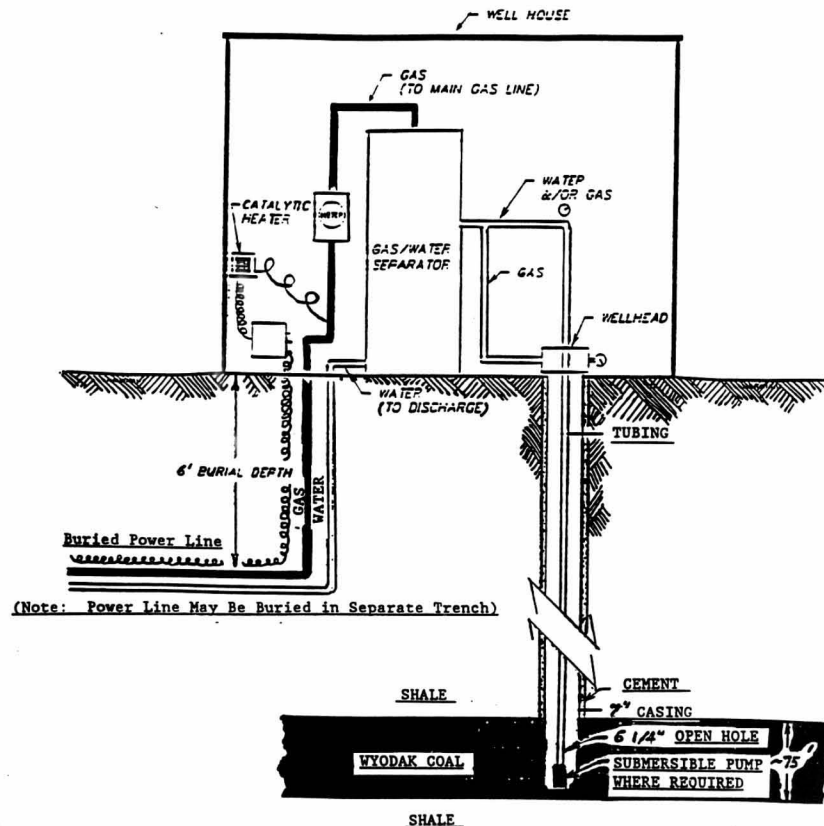 WELL HOUSE
GAS
(TO MAIN GAS LINE)
WATER
&/OR GAS
CATALYTIC
HEATER
METER
GAS/WATER
SEPARATOR
GAS
WELLHEAD
WATER
(TO DISCHARGE)
TUBING
6' BURIAL DEPTH
GAS
WATER
Buried Power Line
(Note: Power Line May Be Buried in Separate Trench)
SHALE
CEMENT
7" CASING
6 1/4" OPEN HOLE
WYODAK COAL
SUBMERSIBLE PUMP
WHERE REQUIRED
~75'
SHALE